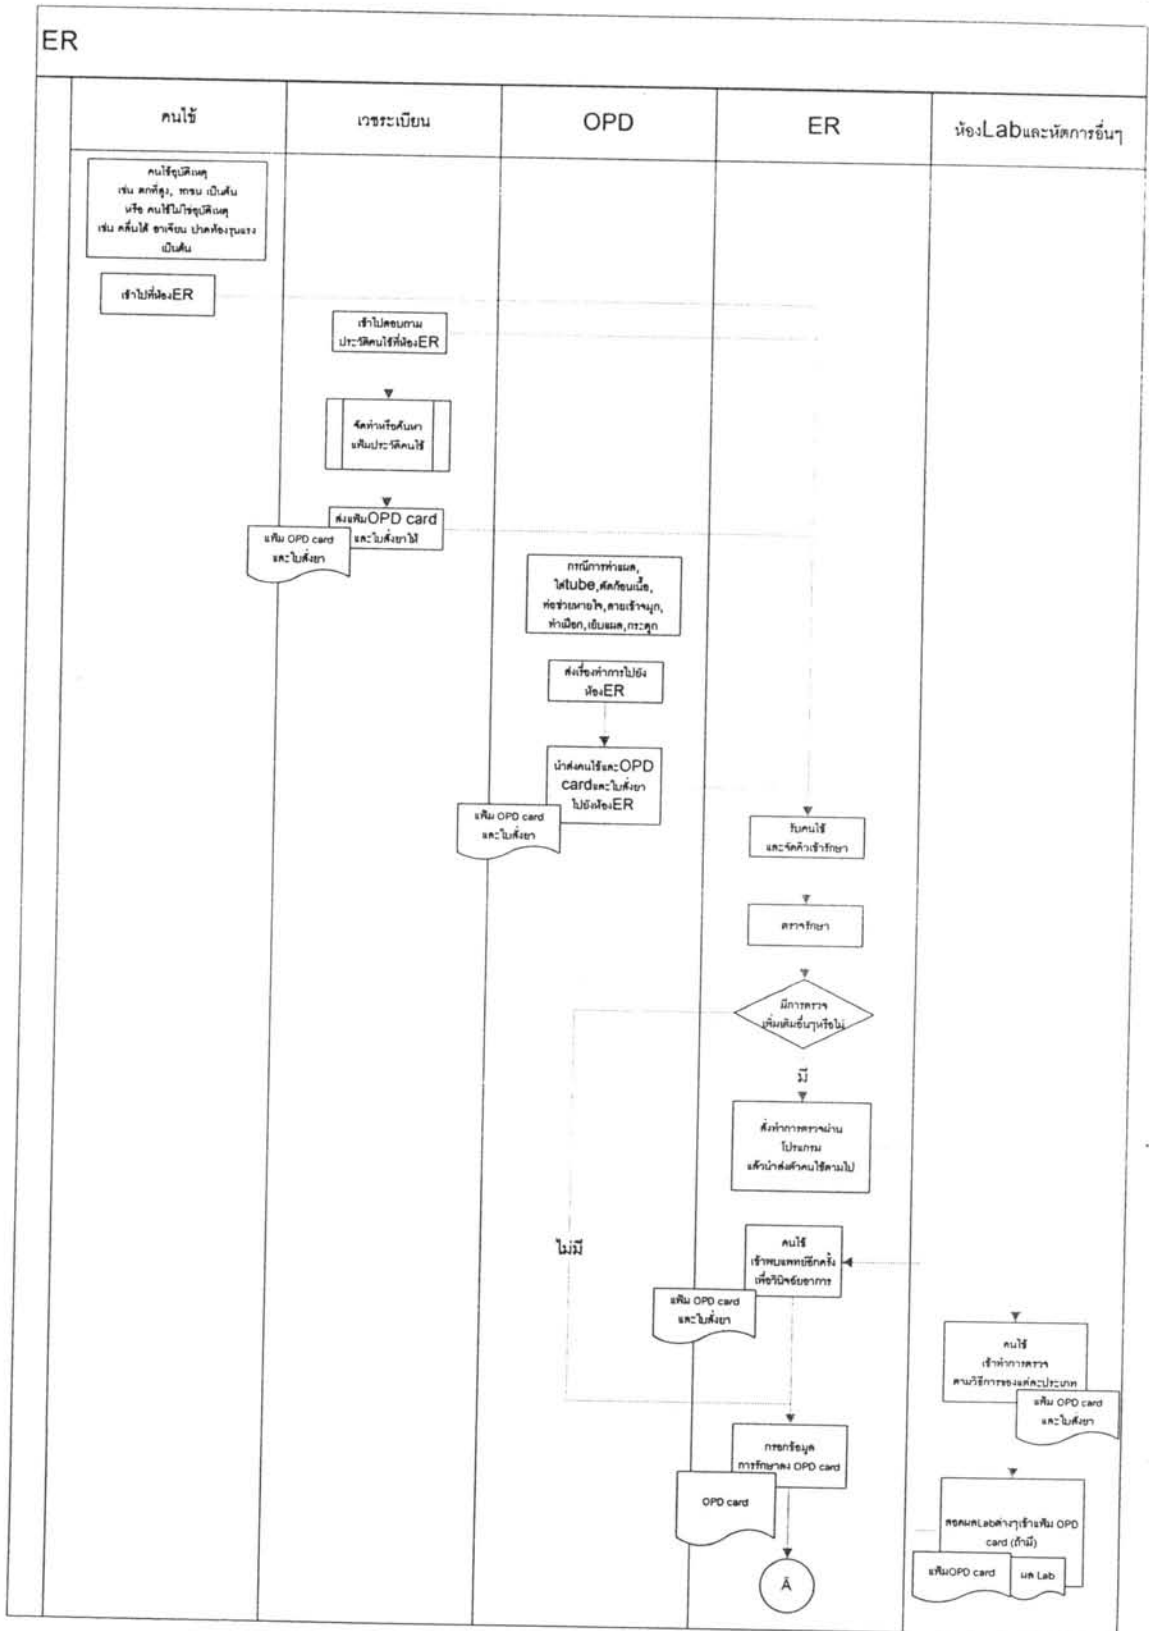 ER
คนไข้
เวชระเบียน
OPD
ER
ห้องLabและหัตการอื่นๆ
คนไข้อุบัติเหตุ
เช่น ตกที่สูง, รถชน เป็นต้น
หรือ คนไข้ไม่ใช่อุบัติเหตุ
เช่น คลื่นไส้ อาเจียน ปวดท้องรุนแรง
เป็นต้น
เข้าไปที่ห้องER
เข้าไปสอบถาม
ประวัติคนไข้ที่ห้องER
จัดทำหรือค้นหา
แฟ้มประวัติคนไข้
ส่งแฟ้มOPD card
และใบสั่งยาให้
แฟ้ม OPD card
และใบสั่งยา
กรณีการทำแผล,
ใส่tube,ตัดก้อนเนื้อ,
ท่อช่วยหายใจ,สายเข้าจมูก,
ทำเฝือก,เย็บแผล,กระดูก
ส่งเรื่องทำการไปยัง
ห้องER
นำส่งคนไข้และOPD
cardและใบสั่งยา
ไปยังห้องER
แฟ้ม OPD card
และใบสั่งยา
รับคนไข้
และจัดคิวเข้ารักษา
ตรวจรักษา
มีการตรวจ
เพิ่มเติมอื่นๆหรือไม่
มี
สั่งทำการตรวจผ่าน
โปรแกรม
แล้วนำส่งตัวคนไข้ตามไป
ไม่มี
คนไข้
เข้าพบแพทย์อีกครั้ง
เพื่อวินิจฉัยอาการ
แฟ้ม OPD card
และใบสั่งยา
คนไข้
เข้าทำการตรวจ
ตามวิธีการของแต่ละประเภท
แฟ้ม OPD card
และใบสั่งยา
กรอกข้อมูล
การรักษาลง OPD card
OPD card
สอดผลLabต่างๆเข้าแฟ้ม OPD
card (ถ้ามี)
แฟ้มOPD card
ผล Lab
A